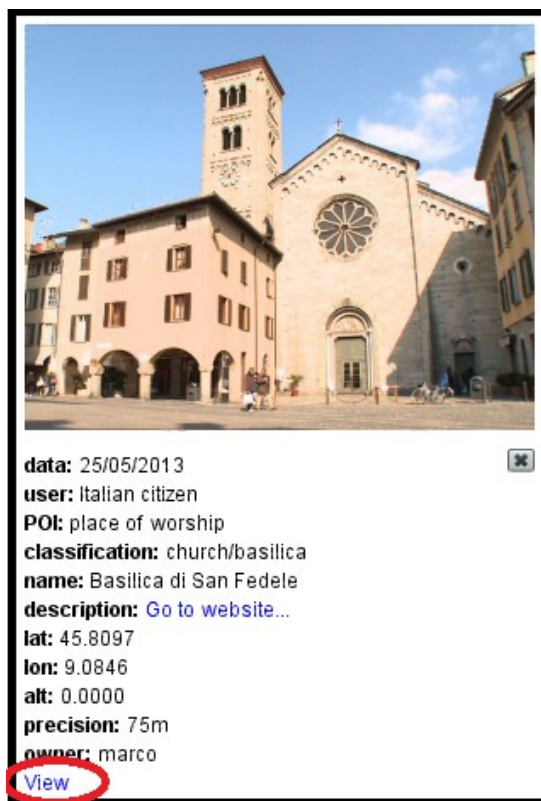 data: 25/05/2013
user: Italian citizen
POI: place of worship
classification: church/basilica
name: Basilica di San Fedele
description: Go to website...
lat: 45.8097
lon: 9.0846
alt: 0.0000
precision: 75m
owner: marco
View